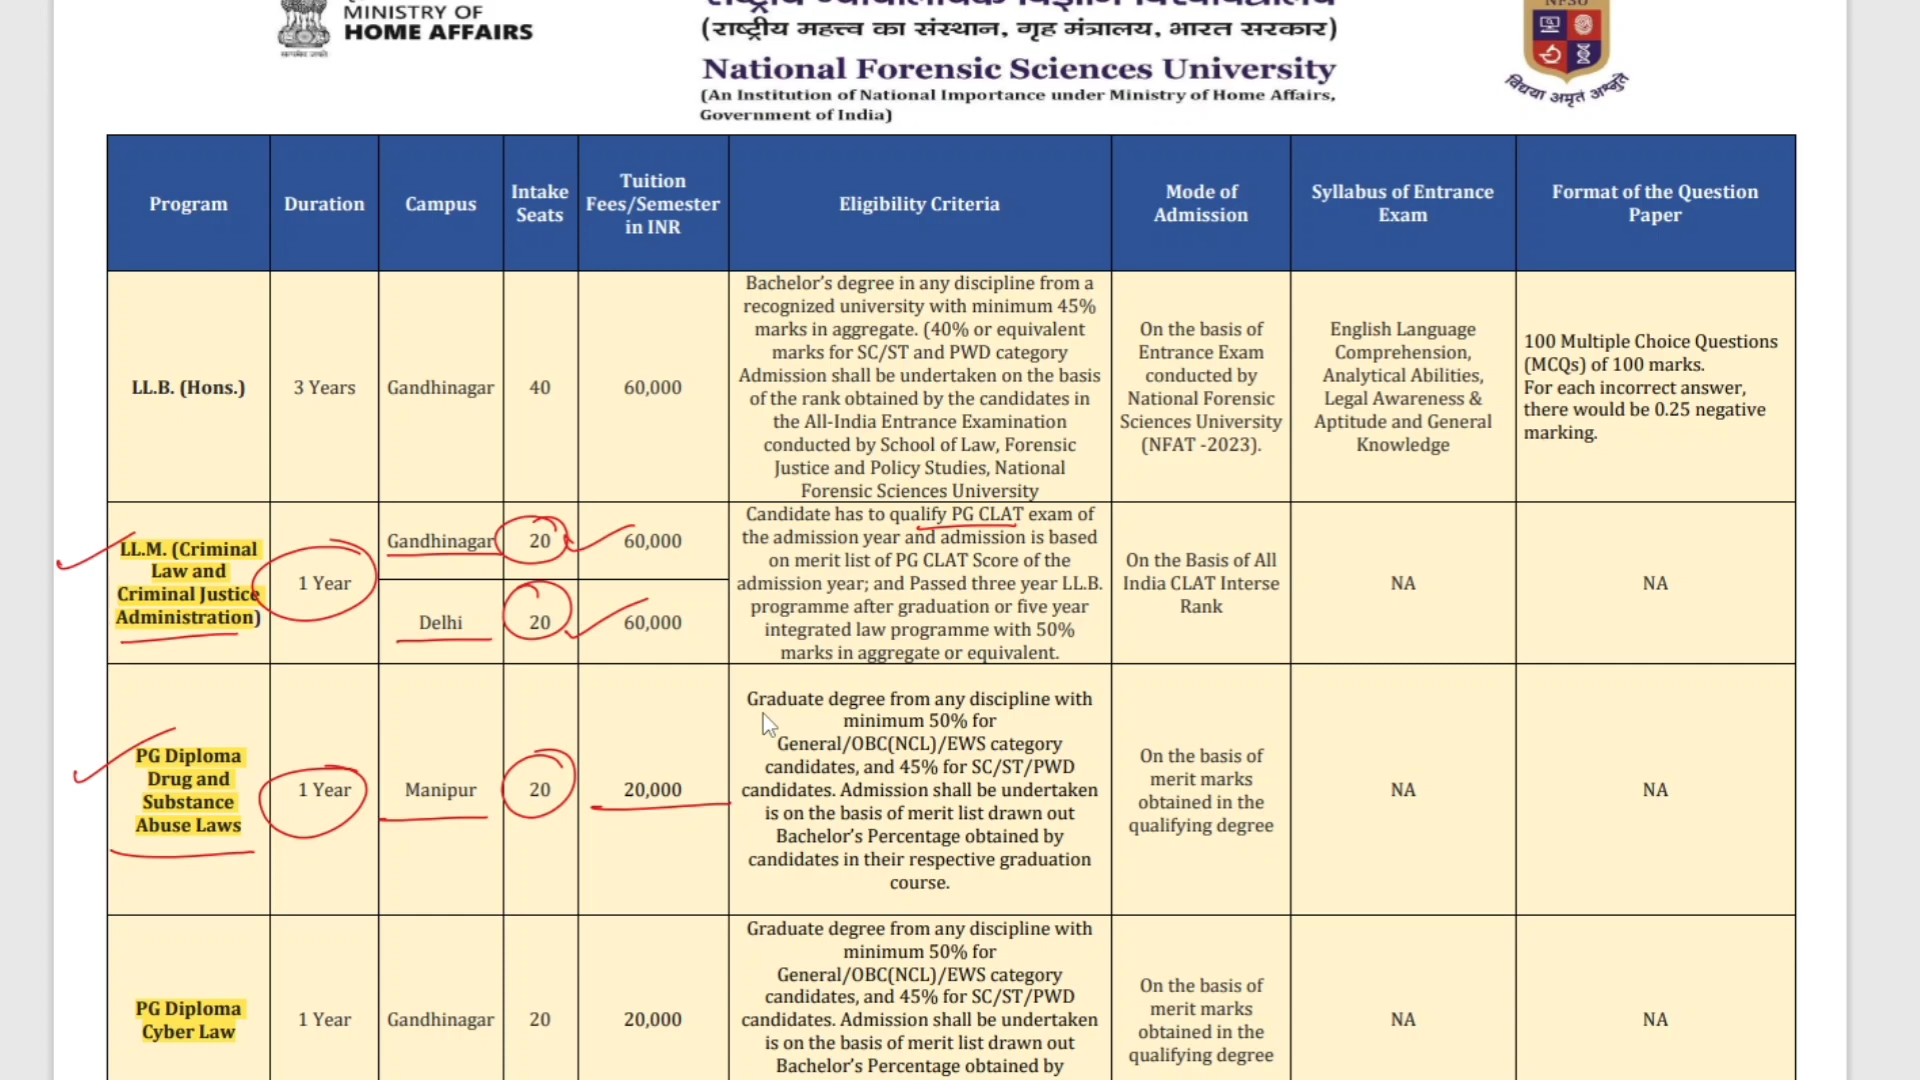 MINISTRY OF
HOME AFFAIRS
राष्ट्रीय न्यायालयिक विज्ञान विश्वविद्यालय
(राष्ट्रीय महत्त्व का संस्थान, गृह मंत्रालय, भारत सरकार)
National Forensic Sciences University
(An Institution of National Importance under Ministry of Home Affairs,
Government of India)
NFSU
विद्यया अमृतं अश्नुते
Program
Duration
Campus
Intake
Seats
Tuition
Fees/Semester
in INR
Eligibility Criteria
Mode of
Admission
Syllabus of Entrance
Exam
Format of the Question
Paper
LL.B. (Hons.)
3 Years
Gandhinagar
40
60,000
Bachelor’s degree in any discipline from a
recognized university with minimum 45%
marks in aggregate. (40% or equivalent
marks for SC/ST and PWD category
Admission shall be undertaken on the basis
of the rank obtained by the candidates in
the All-India Entrance Examination
conducted by School of Law, Forensic
Justice and Policy Studies, National
Forensic Sciences University
On the basis of
Entrance Exam
conducted by
National Forensic
Sciences University
(NFAT -2023).
English Language
Comprehension,
Analytical Abilities,
Legal Awareness &
Aptitude and General
Knowledge
100 Multiple Choice Questions
(MCQs) of 100 marks.
For each incorrect answer,
there would be 0.25 negative
marking.
LL.M. (Criminal
Law and
Criminal Justice
Administration)
1 Year
Gandhinagar
20
60,000
Delhi
20
60,000
Candidate has to qualify PG CLAT exam of
the admission year and admission is based
on merit list of PG CLAT Score of the
admission year; and Passed three year LL.B.
programme after graduation or five year
integrated law programme with 50%
marks in aggregate or equivalent.
On the Basis of All
India CLAT Interse
Rank
NA
NA
PG Diploma
Drug and
Substance
Abuse Laws
1 Year
Manipur
20
20,000
Graduate degree from any discipline with
minimum 50% for
General/OBC(NCL)/EWS category
candidates, and 45% for SC/ST/PWD
candidates. Admission shall be undertaken
is on the basis of merit list drawn out
Bachelor’s Percentage obtained by
candidates in their respective graduation
course.
On the basis of
merit marks
obtained in the
qualifying degree
NA
NA
PG Diploma
Cyber Law
1 Year
Gandhinagar
20
20,000
Graduate degree from any discipline with
minimum 50% for
General/OBC(NCL)/EWS category
candidates, and 45% for SC/ST/PWD
candidates. Admission shall be undertaken
is on the basis of merit list drawn out
Bachelor’s Percentage obtained by
On the basis of
merit marks
obtained in the
qualifying degree
NA
NA